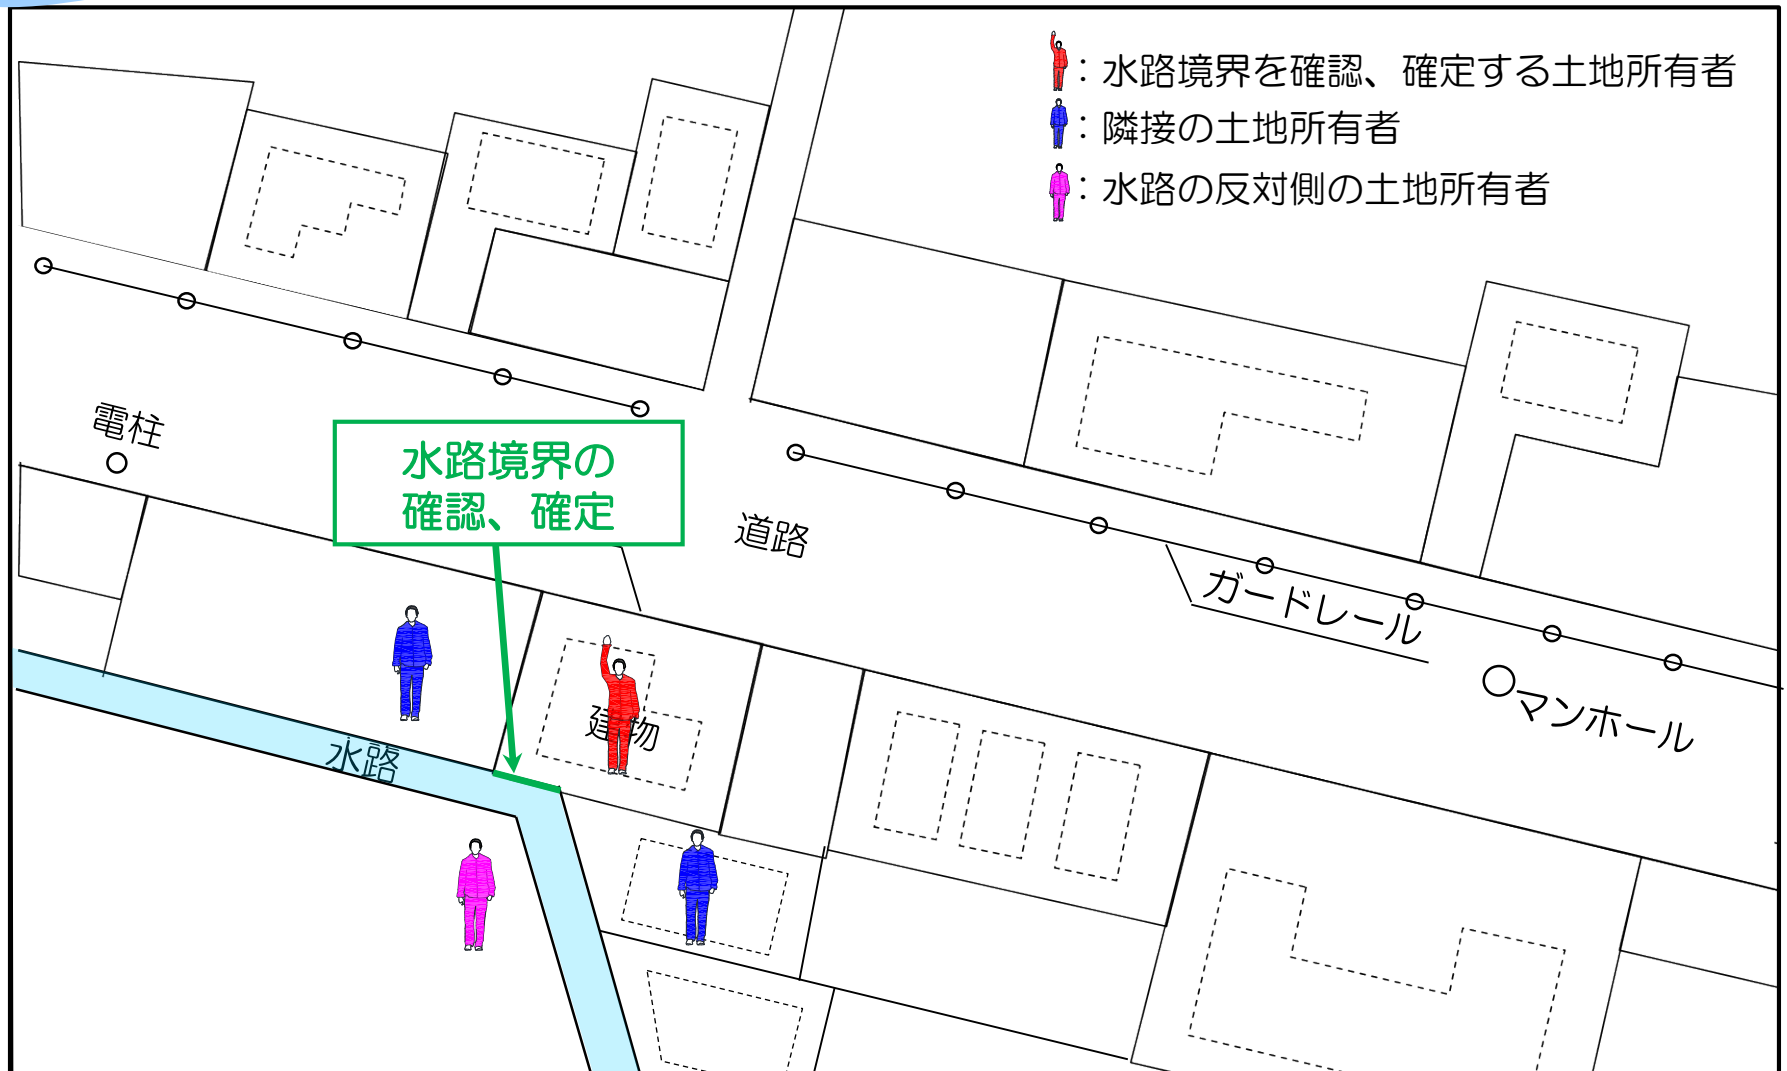 ：水路境界を確認、確定する土地所有者
：隣接の土地所有者
：水路の反対側の土地所有者
電柱
水路境界の
確認、確定
道路
ガードレール
マンホール
建物
水路